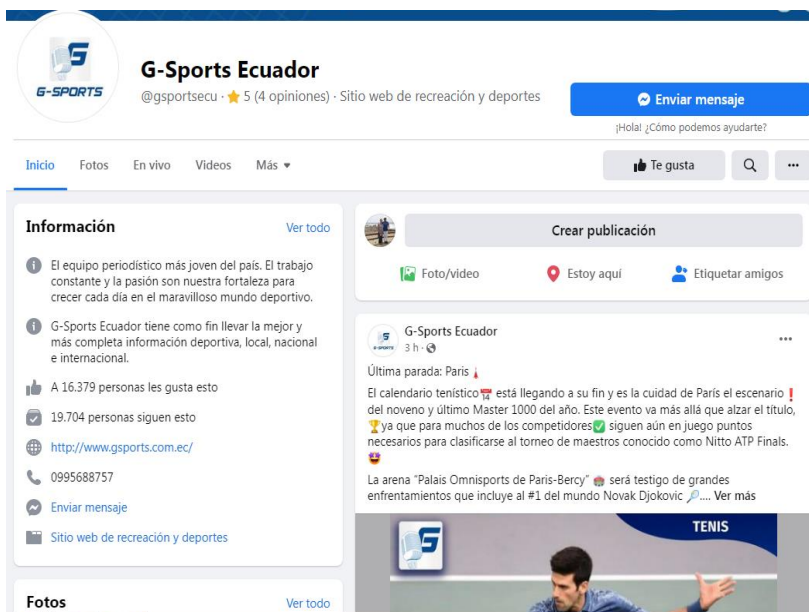 G-SPORTS
G-Sports Ecuador
@gsportsecu · 5 (4 opiniones) · Sitio web de recreación y deportes
Enviar mensaje
¡Hola! ¿Cómo podemos ayudarte?
Inicio Fotos En vivo Videos Más
Te gusta
Información
Ver todo
El equipo periodístico más joven del país. El trabajo
constante y la pasión son nuestra fortaleza para
crecer cada día en el maravilloso mundo deportivo.
G-Sports Ecuador tiene como fin llevar la mejor y
más completa información deportiva, local, nacional
e internacional.
A 16.379 personas les gusta esto
19.704 personas siguen esto
http://www.gsports.com.ec/
0995688757
Enviar mensaje
Sitio web de recreación y deportes
Fotos
Ver todo
Crear publicación
Foto/video Estoy aquí Etiquetar amigos
G-SPORTS
G-Sports Ecuador
3 h ·
Última parada: Paris
El calendario tenístico está llegando a su fin y es la cuidad de París el escenario
del noveno y último Master 1000 del año. Este evento va más allá que alzar el título,
ya que para muchos de los competidores siguen aún en juego puntos
necesarios para clasificarse al torneo de maestros conocido como Nitto ATP Finals.
La arena "Palais Omnisports de Paris-Bercy" será testigo de grandes
enfrentamientos que incluye al #1 del mundo Novak Djokovic .... Ver más
TENIS